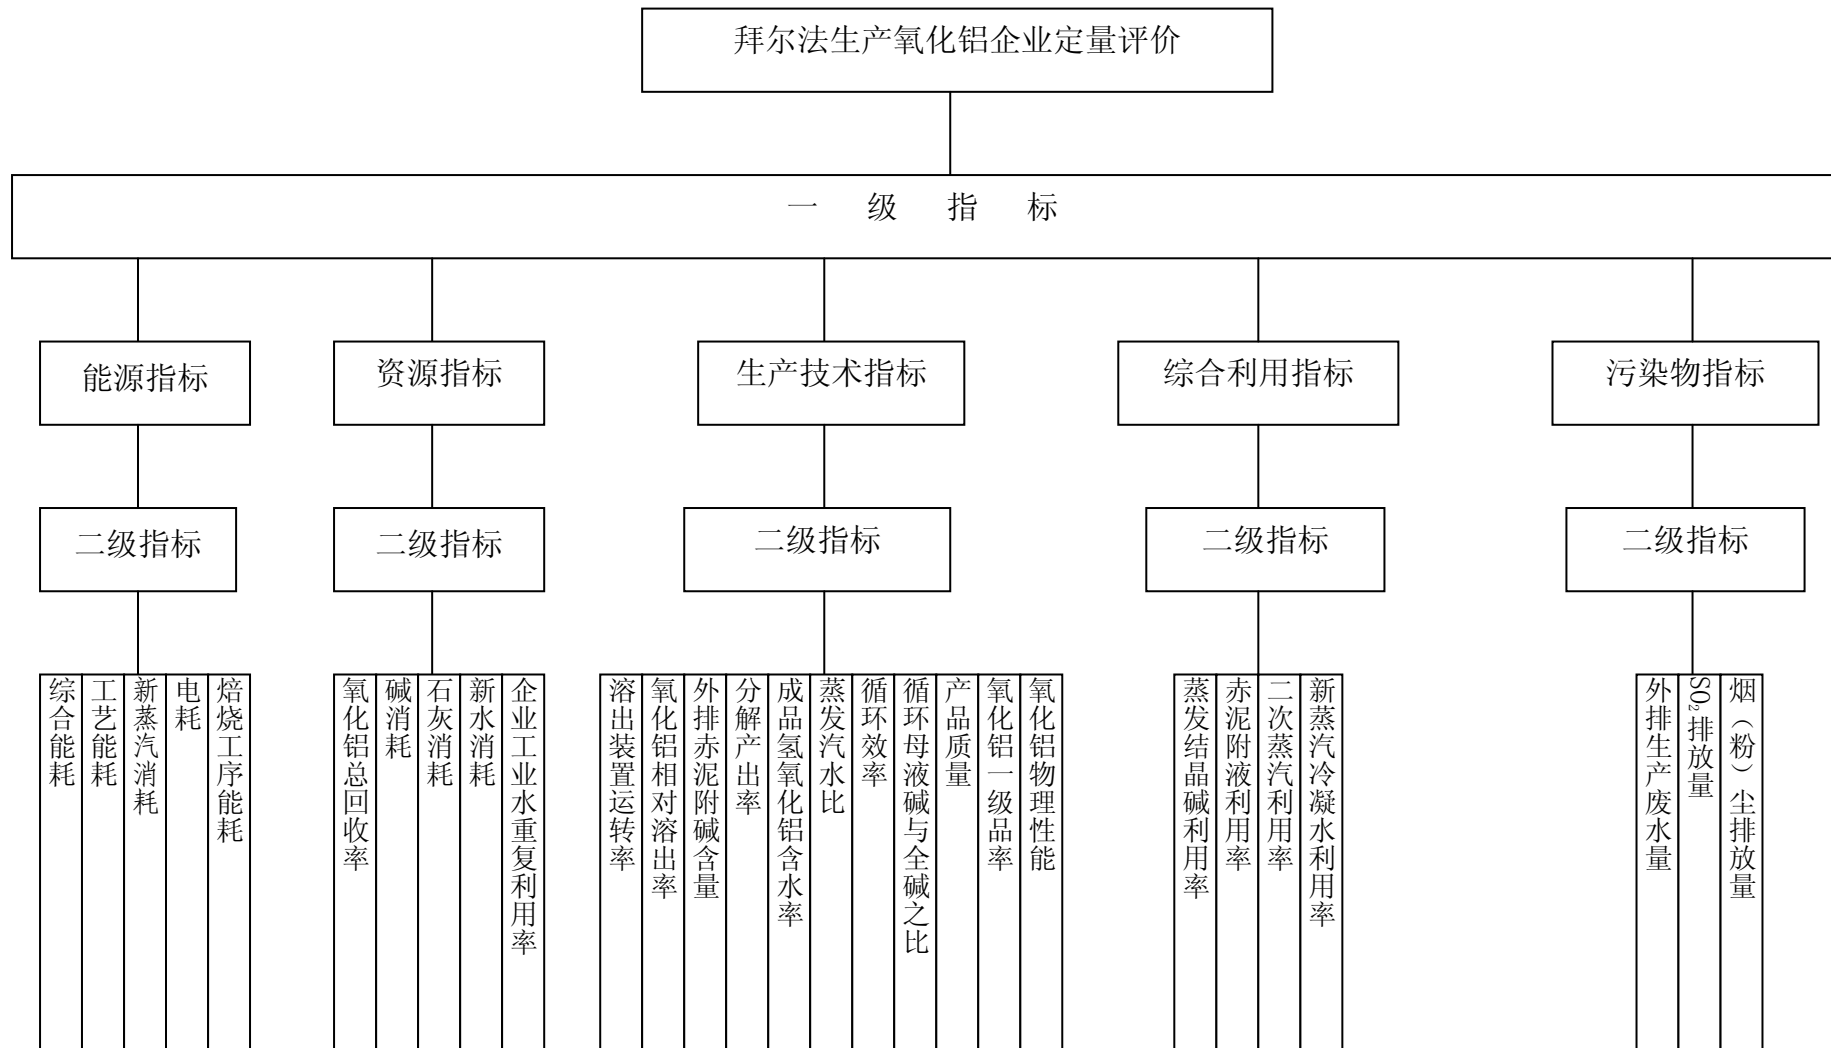 拜尔法生产氧化铝企业定量评价
一 级 指 标
能源指标
资源指标
生产技术指标
综合利用指标
污染物指标
二级指标
二级指标
二级指标
二级指标
二级指标
综合能耗
工艺能耗
新蒸汽消耗
电耗
焙烧工序能耗
氧化铝总回收率
碱消耗
石灰消耗
新水消耗
企业工业水重复利用率
溶出装置运转率
氧化铝相对溶出率
外排赤泥附碱含量
分解产出率
成品氢氧化铝含水率
蒸发汽水比
循环效率
循环母液碱与全碱之比
产品质量
氧化铝一级品率
氧化铝物理性能
蒸发结晶碱利用率
赤泥附液利用率
二次蒸汽利用率
新蒸汽冷凝水利用率
外排生产废水量
SO₂排放量
烟（粉）尘排放量